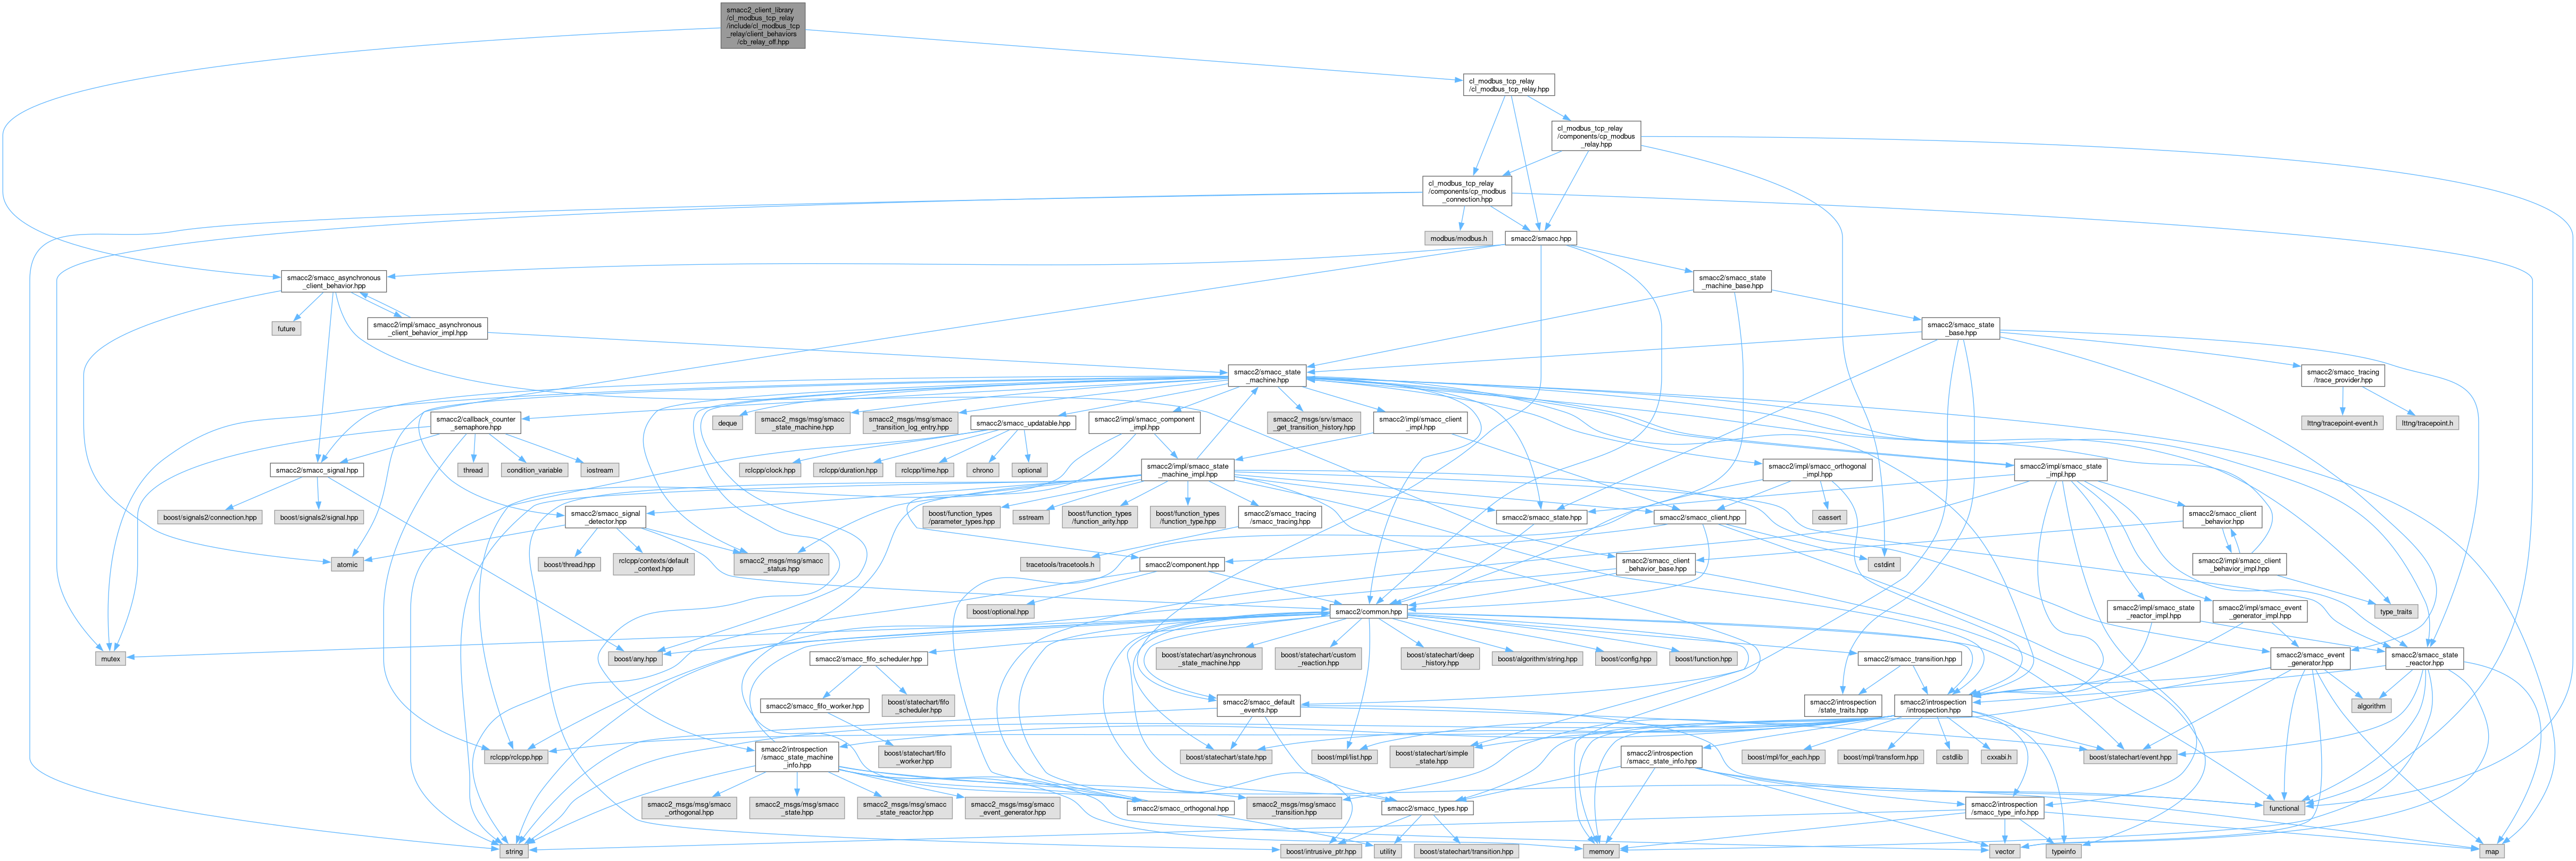 smacc2_client_library
/cl_modbus_tcp_relay
/include/cl_modbus_tcp
_relay/client_behaviors
/cb_relay_off.hpp
cl_modbus_tcp_relay
/cl_modbus_tcp_relay.hpp
cl_modbus_tcp_relay
/components/cp_modbus
_relay.hpp
cl_modbus_tcp_relay
/components/cp_modbus
_connection.hpp
modbus/modbus.h
smacc2/smacc.hpp
smacc2/smacc_asynchronous
_client_behavior.hpp
smacc2/smacc_state
_machine_base.hpp
future
smacc2/impl/smacc_asynchronous
_client_behavior_impl.hpp
smacc2/smacc_state
_base.hpp
smacc2/smacc_state
_machine.hpp
smacc2/smacc_tracing
/trace_provider.hpp
smacc2/callback_counter
_semaphore.hpp
deque
smacc2_msgs/msg/smacc
_state_machine.hpp
smacc2_msgs/msg/smacc
_transition_log_entry.hpp
smacc2/smacc_updatable.hpp
smacc2/impl/smacc_component
_impl.hpp
smacc2_msgs/srv/smacc
_get_transition_history.hpp
smacc2/impl/smacc_client
_impl.hpp
lttng/tracepoint-event.h
lttng/tracepoint.h
smacc2/smacc_signal.hpp
thread
condition_variable
iostream
rclcpp/clock.hpp
rclcpp/duration.hpp
rclcpp/time.hpp
chrono
optional
smacc2/impl/smacc_state
_machine_impl.hpp
smacc2/impl/smacc_orthogonal
_impl.hpp
smacc2/impl/smacc_state
_impl.hpp
boost/signals2/connection.hpp
boost/signals2/signal.hpp
smacc2/smacc_signal
_detector.hpp
boost/function_types
/parameter_types.hpp
sstream
boost/function_types
/function_arity.hpp
boost/function_types
/function_type.hpp
smacc2/smacc_tracing
/smacc_tracing.hpp
smacc2/smacc_state.hpp
smacc2/smacc_client.hpp
cassert
smacc2/smacc_client
_behavior.hpp
atomic
boost/thread.hpp
rclcpp/contexts/default
_context.hpp
smacc2_msgs/msg/smacc
_status.hpp
tracetools/tracetools.h
smacc2/component.hpp
smacc2/smacc_client
_behavior_base.hpp
cstdint
smacc2/impl/smacc_client
_behavior_impl.hpp
boost/optional.hpp
smacc2/common.hpp
smacc2/impl/smacc_state
_reactor_impl.hpp
smacc2/impl/smacc_event
_generator_impl.hpp
type_traits
mutex
boost/any.hpp
smacc2/smacc_fifo_scheduler.hpp
boost/statechart/asynchronous
_state_machine.hpp
boost/statechart/custom
_reaction.hpp
boost/statechart/deep
_history.hpp
boost/algorithm/string.hpp
boost/config.hpp
boost/function.hpp
smacc2/smacc_transition.hpp
smacc2/smacc_event
_generator.hpp
smacc2/smacc_state
_reactor.hpp
smacc2/smacc_fifo_worker.hpp
boost/statechart/fifo
_scheduler.hpp
smacc2/smacc_default
_events.hpp
smacc2/introspection
/state_traits.hpp
smacc2/introspection
/introspection.hpp
algorithm
rclcpp/rclcpp.hpp
smacc2/introspection
/smacc_state_machine
_info.hpp
boost/statechart/fifo
_worker.hpp
boost/statechart/state.hpp
boost/mpl/list.hpp
boost/statechart/simple
_state.hpp
smacc2/introspection
/smacc_state_info.hpp
boost/mpl/for_each.hpp
boost/mpl/transform.hpp
cstdlib
cxxabi.h
boost/statechart/event.hpp
smacc2_msgs/msg/smacc
_orthogonal.hpp
smacc2_msgs/msg/smacc
_state.hpp
smacc2_msgs/msg/smacc
_state_reactor.hpp
smacc2_msgs/msg/smacc
_event_generator.hpp
smacc2/smacc_orthogonal.hpp
smacc2_msgs/msg/smacc
_transition.hpp
smacc2/smacc_types.hpp
smacc2/introspection
/smacc_type_info.hpp
functional
string
boost/intrusive_ptr.hpp
utility
boost/statechart/transition.hpp
memory
vector
typeinfo
map